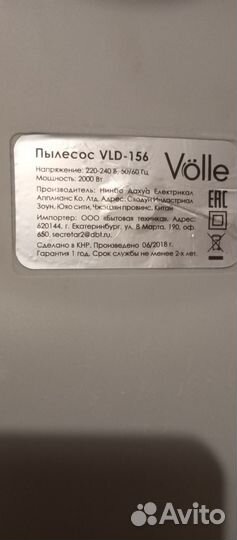 Пылесос VLD-156
Völle
Напряжение: 220-240 В, 50/60 Гц
Мощность: 2000 Вт
Производитель: Нинбо Дахуа Електрикал
Апплианс Ко, Лтд. Адрес: Сходун Индастриал
Зоун, Юяо сити, Чжэцзян провинс, Китай
EAC
Импортер: ООО «Бытовая техника». Адрес:
620144, г. Екатеринбург, ул. 8 Марта, 190, оф.
650, secretar2@dbt.ru
Сделано в КНР. Произведено 06/2018 г.
Гарантия 1 год. Срок службы не менее 2-х лет.
Avito